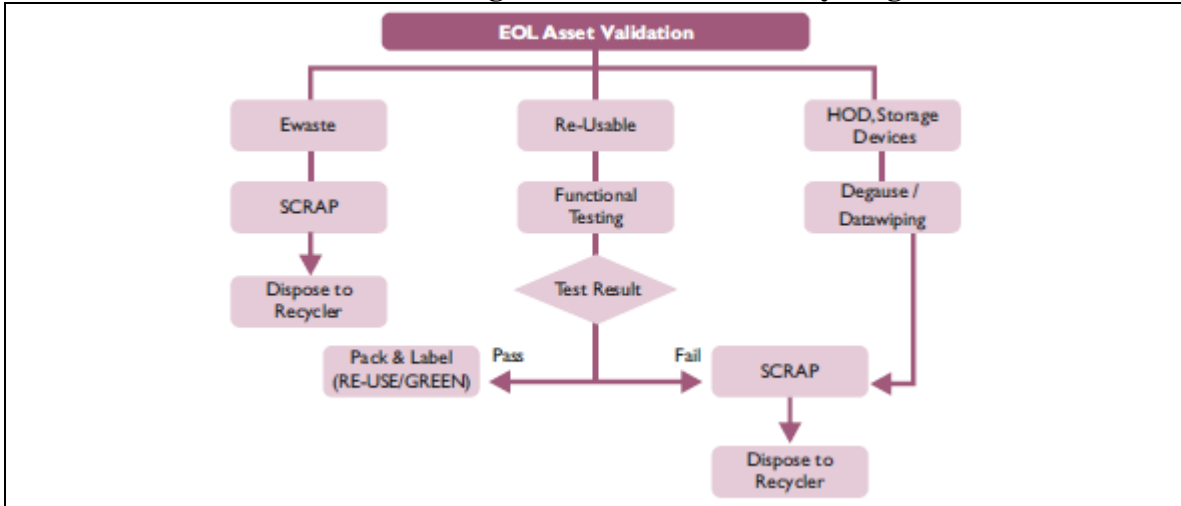 EOL Asset Validation
Ewaste
Re-Usable
HOD,Storage
Devices
SCRAP
Functional
Testing
Degause /
Datawiping
Dispose to
Recycler
Test Result
Pack & Label
(RE-USE/GREEN)
Pass
Fail
SCRAP
Dispose to
Recycler